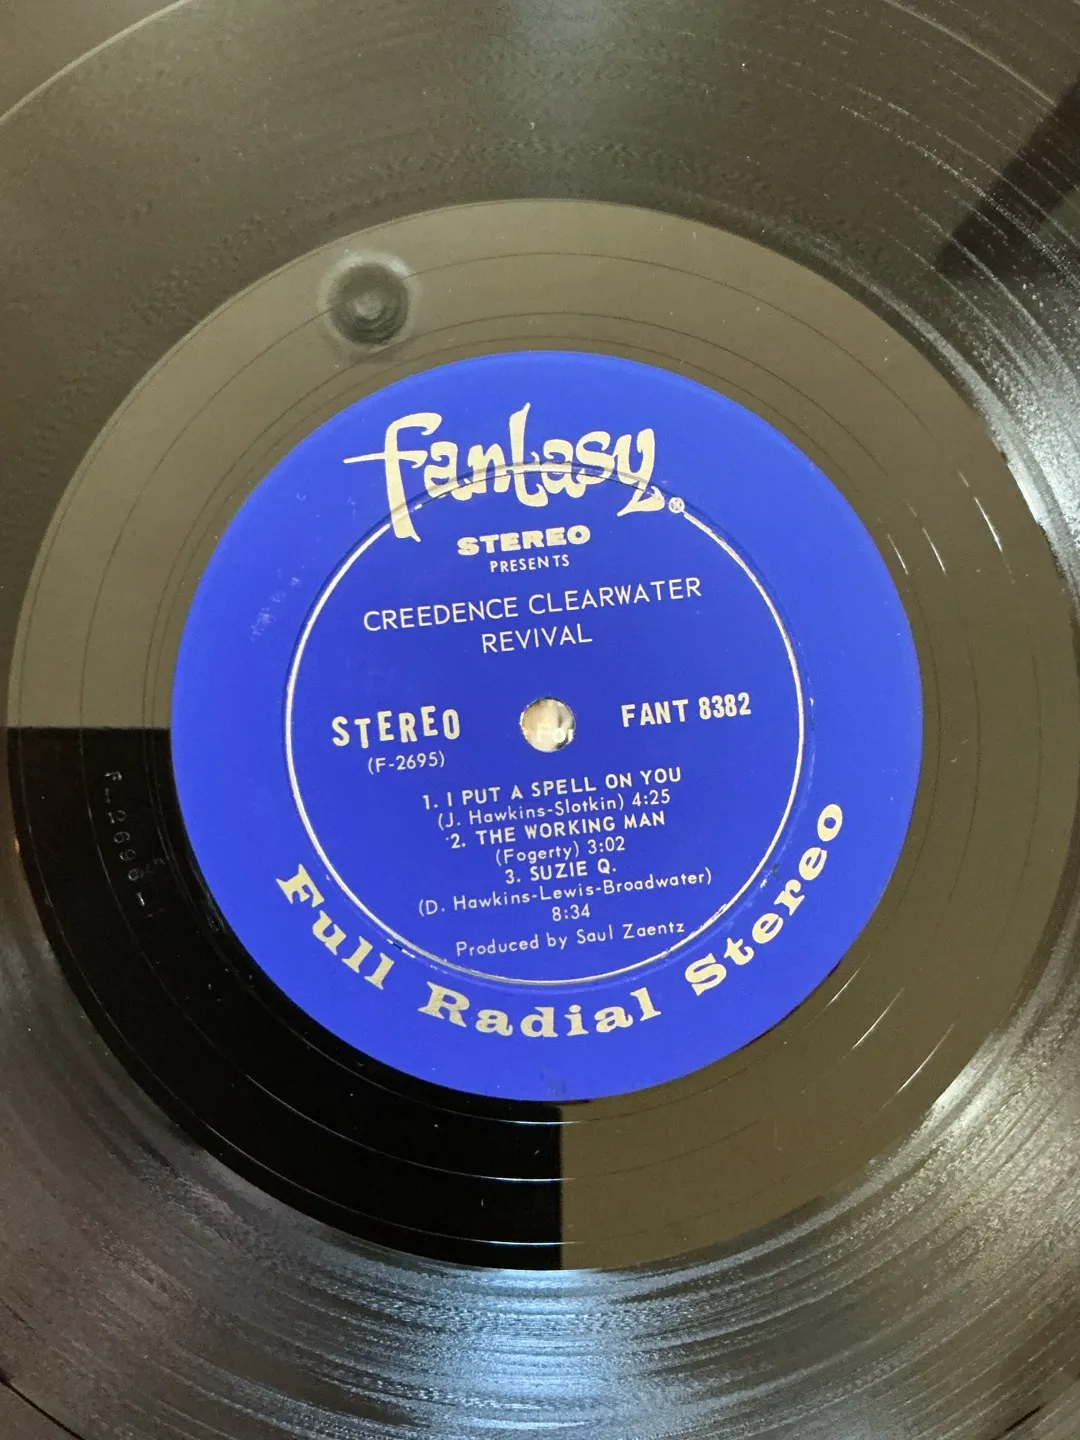 Fantasy®
STEREO
PRESENTS
CREEDENCE CLEARWATER
REVIVAL
STEREO
(F-2695)
FANT 8382
1. I PUT A SPELL ON YOU
(J. Hawkins-Slotkin) 4:25
2. THE WORKING MAN
(Fogerty) 3:02
3. SUZIE Q.
(D. Hawkins-Lewis-Broadwater)
8:34
Produced by Saul Zaentz
Full Radial Stereo
For